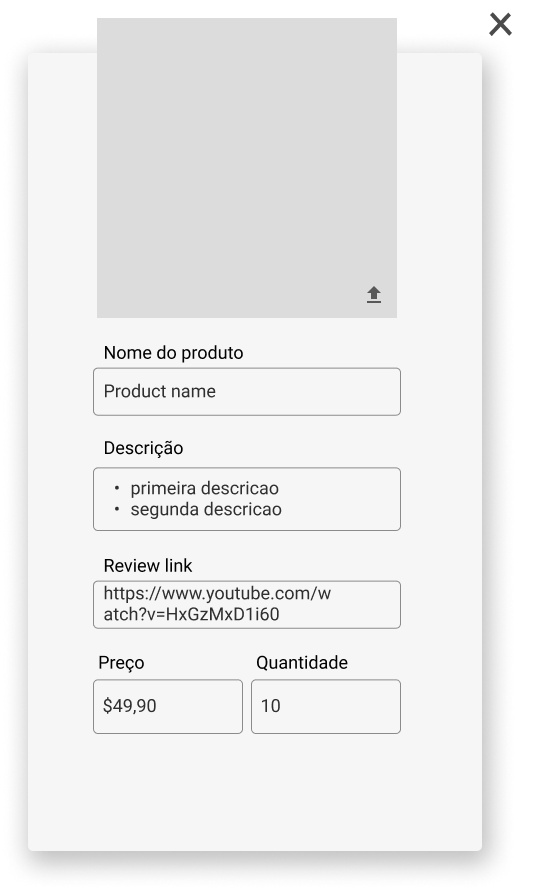 Nome do produto
Product name
Descrição
• primeira descricao
• segunda descricao
Review link
https://www.youtube.com/w
atch?v=HxGzMxD1i60
Preço Quantidade
$49,90 10